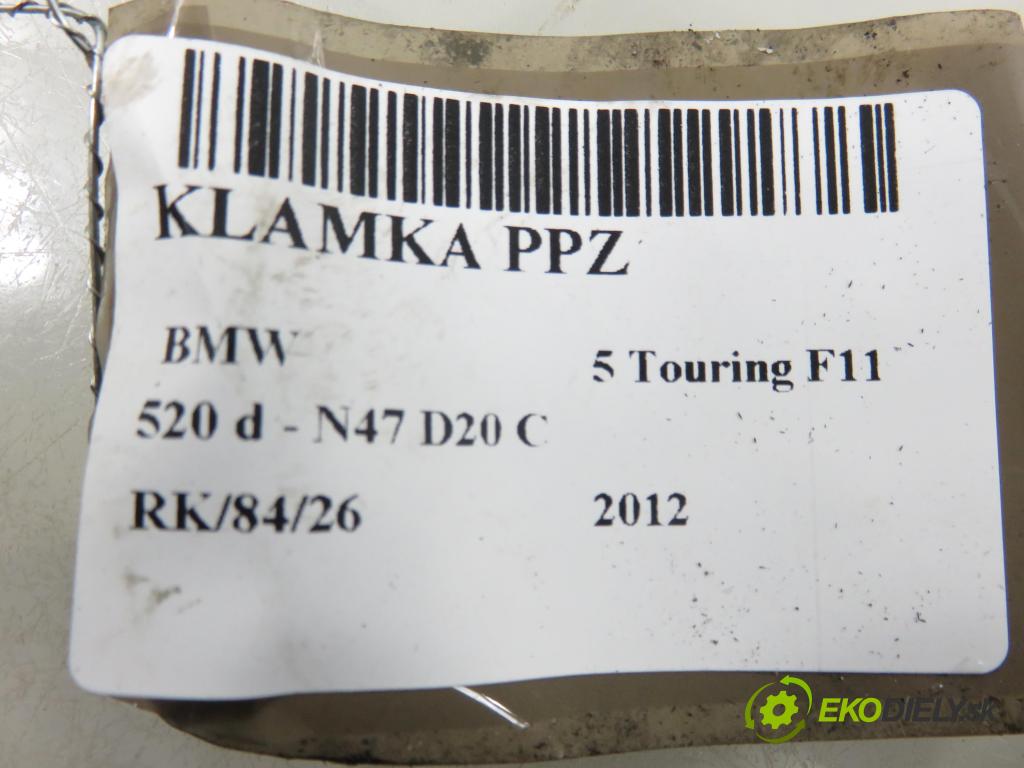 KLAMKA PPZ
BMW 5 Touring F11
520 d - N47 D20 C
RK/84/26 2012
EKODIELY.sk